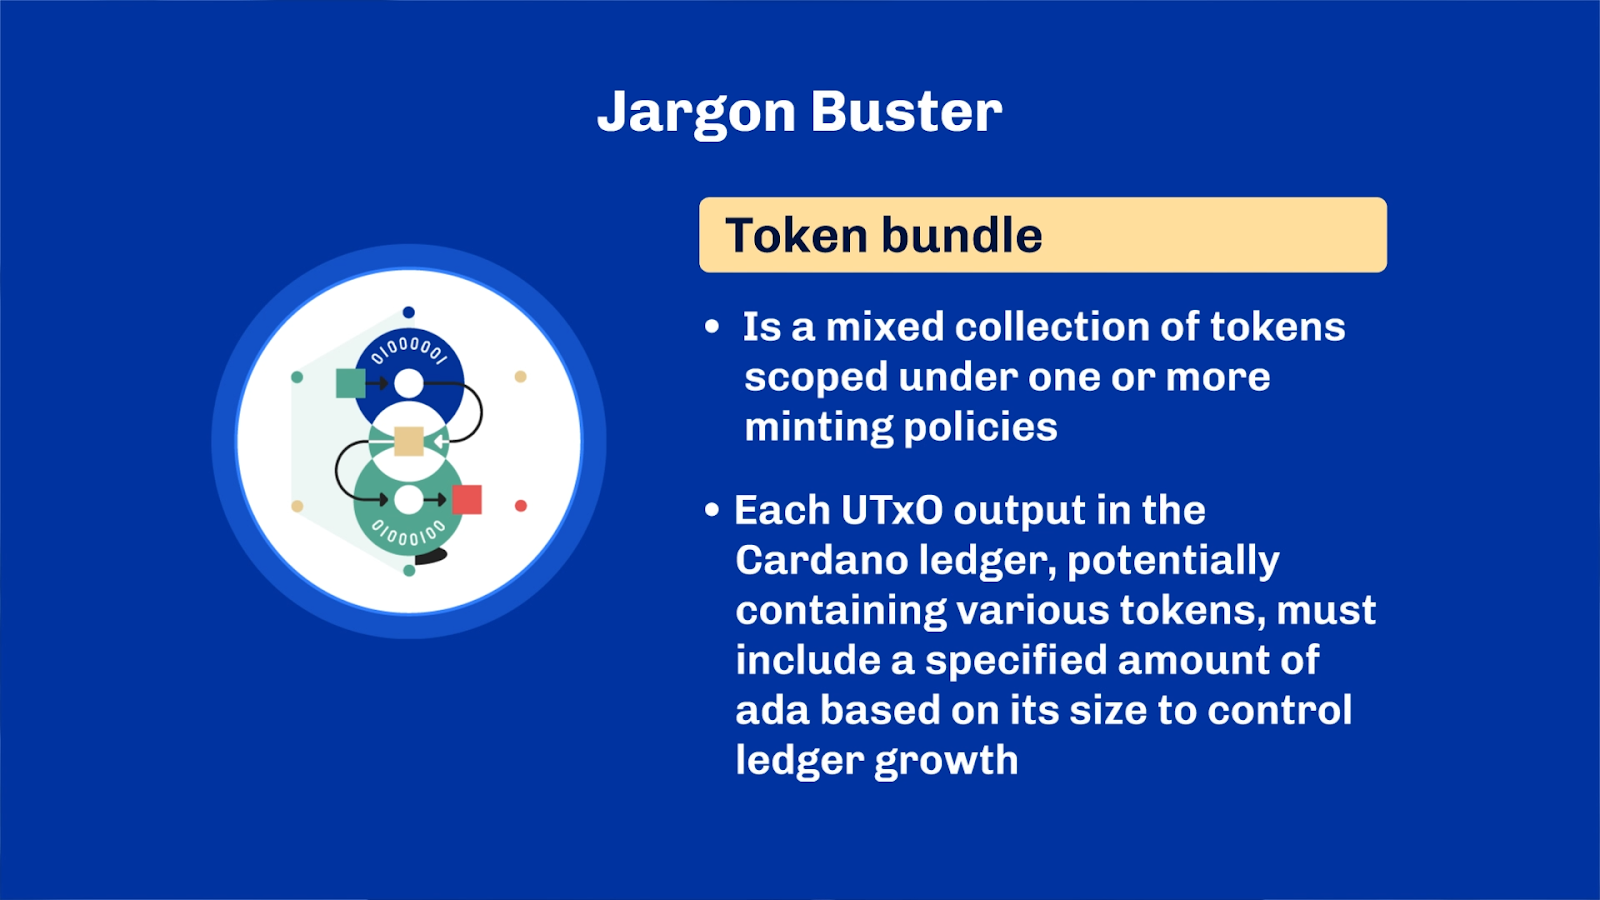 Jargon Buster
Token bundle
• Is a mixed collection of tokens
scoped under one or more
minting policies
• Each UTxO output in the
Cardano ledger, potentially
containing various tokens, must
include a specified amount of
ada based on its size to control
ledger growth
01000001
01000100